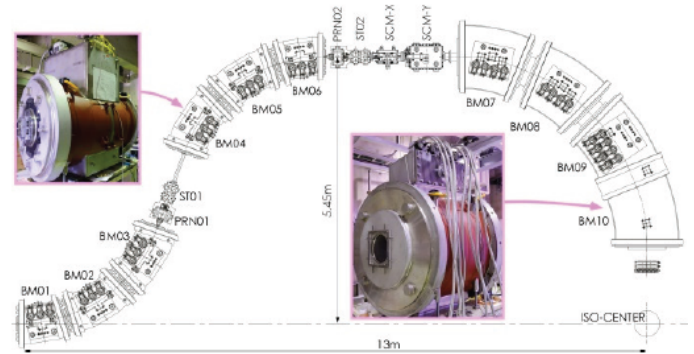 PRN02
ST02
SCM-X
SCM-Y
BM06
BM05
BM04
BM07
BM08
BM09
BM10
ST01
PRN01
BM03
BM02
BM01
5.45m
ISO-CENTER
13m